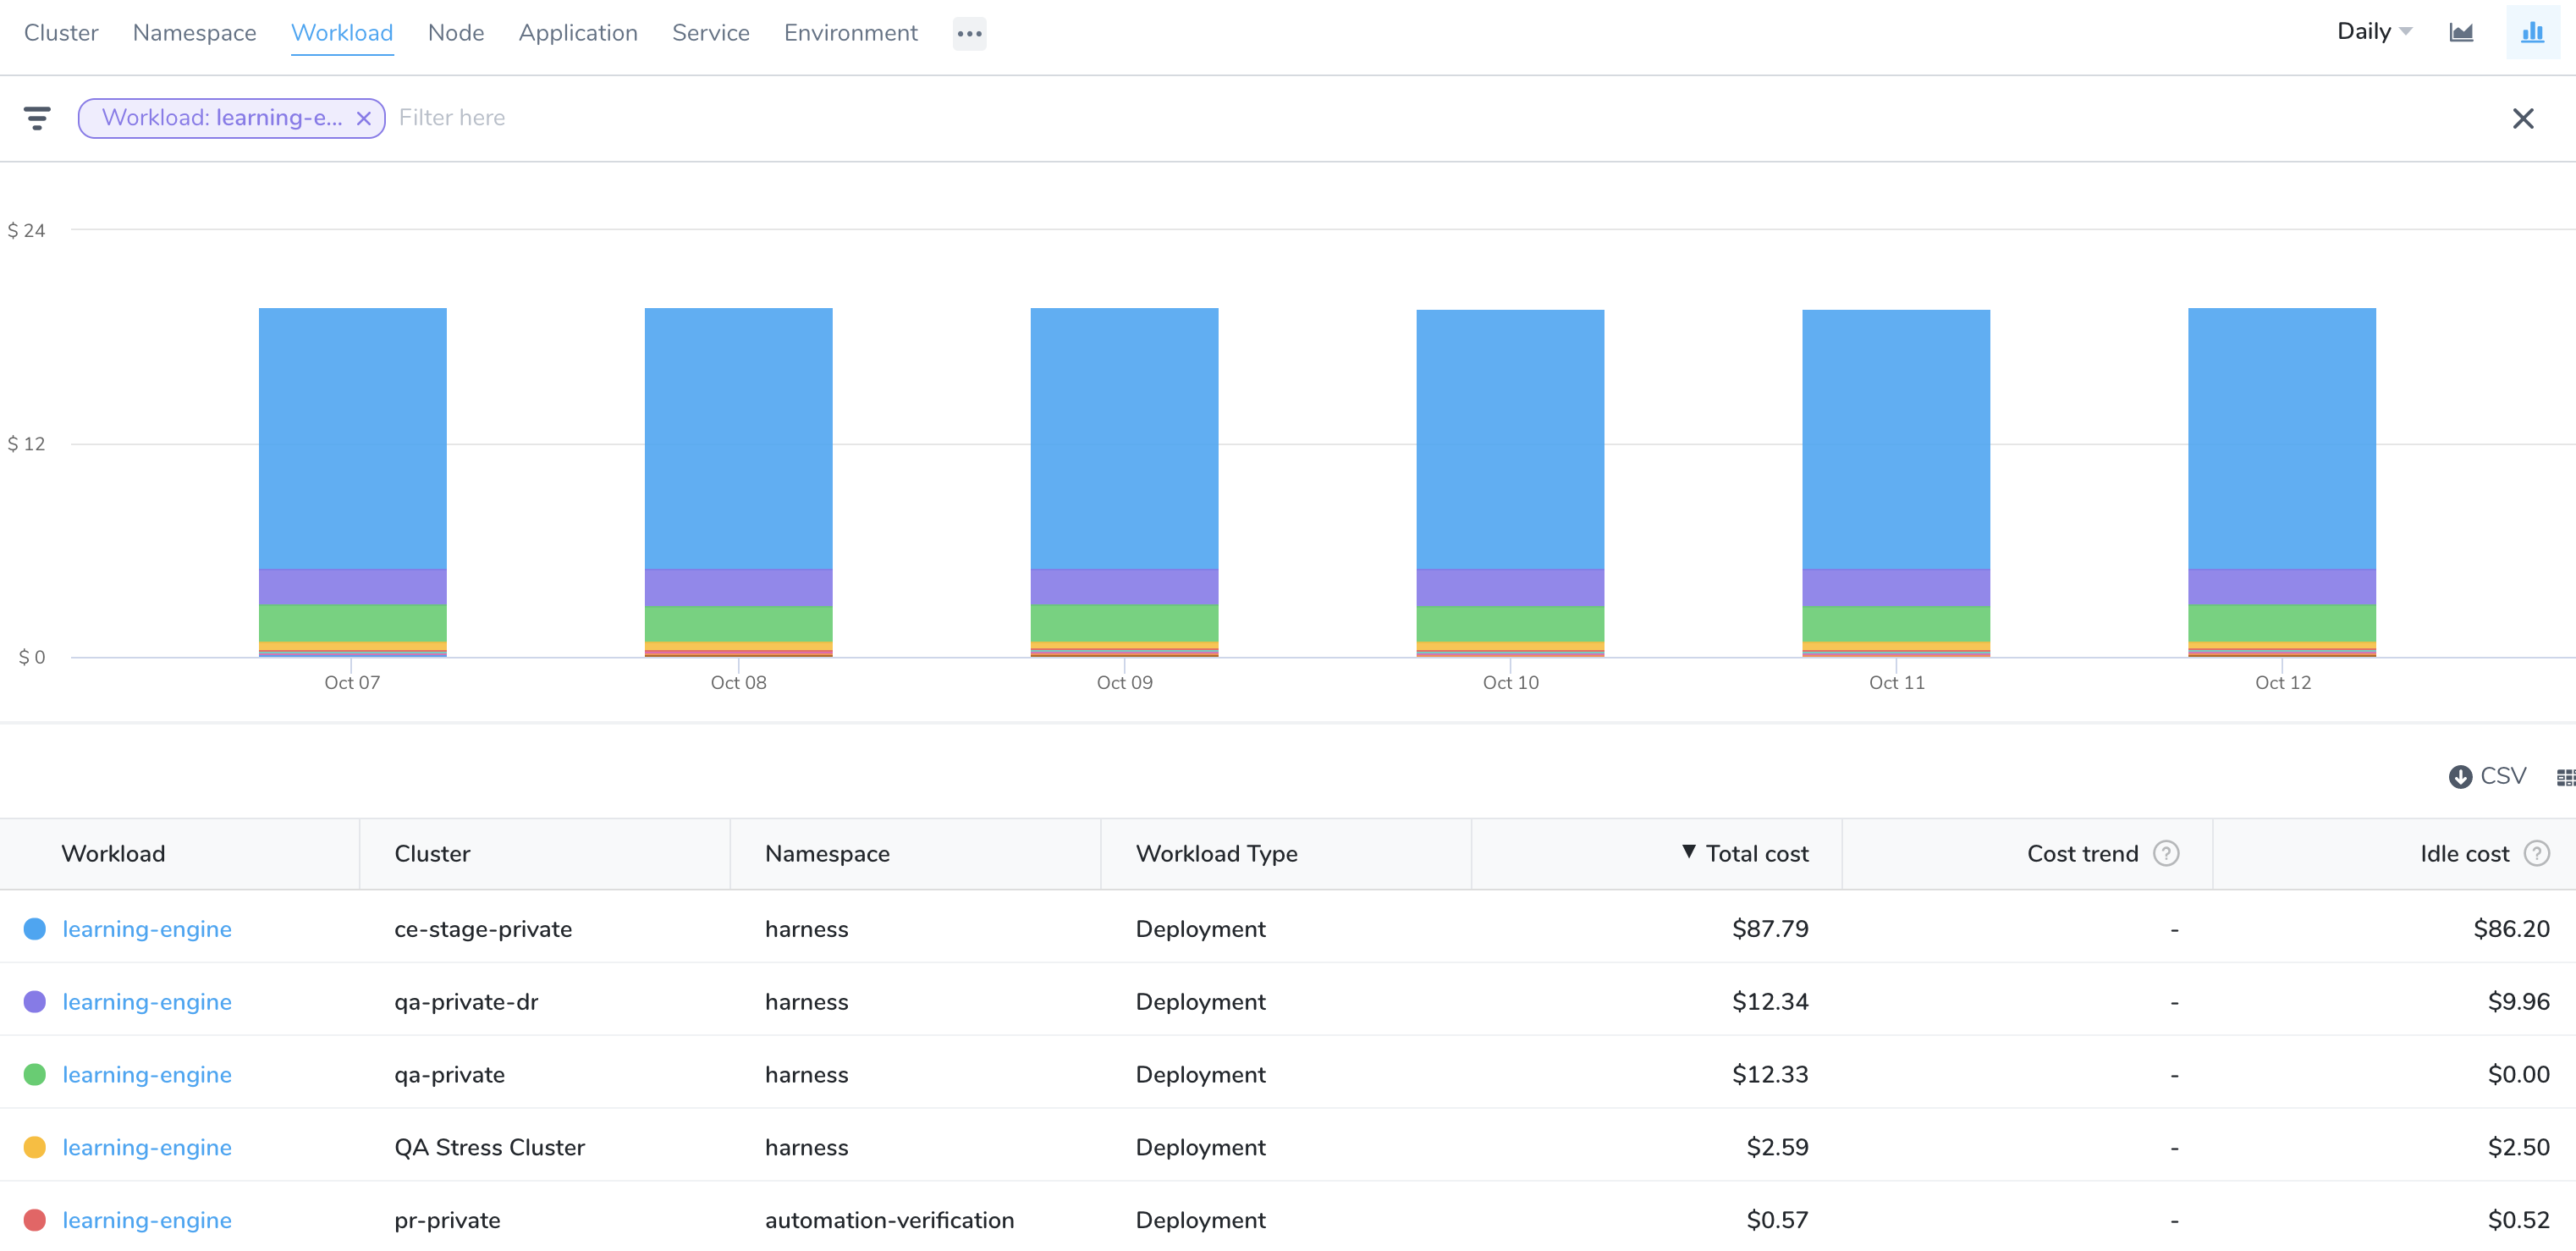 Cluster Namespace Workload Node Application Service Environment ••• Daily
Workload: learning-e... × Filter here
$ 24
$ 12
$ 0
Oct 07 Oct 08 Oct 09 Oct 10 Oct 11 Oct 12
CSV
Workload Cluster Namespace Workload Type ▼ Total cost Cost trend ? Idle cost ?
learning-engine ce-stage-private harness Deployment $87.79 - $86.20
learning-engine qa-private-dr harness Deployment $12.34 - $9.96
learning-engine qa-private harness Deployment $12.33 - $0.00
learning-engine QA Stress Cluster harness Deployment $2.59 - $2.50
learning-engine pr-private automation-verification Deployment $0.57 - $0.52